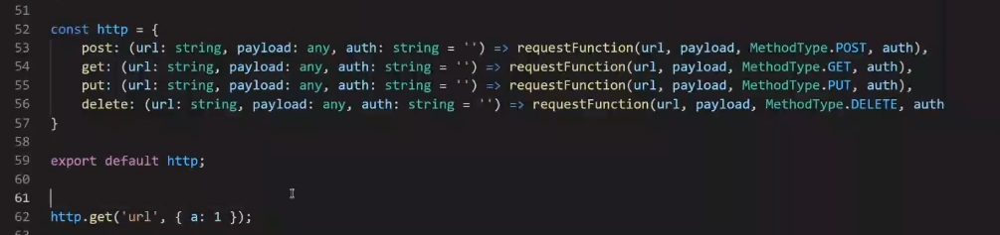 51
52 const http = {
53 post: (url: string, payload: any, auth: string = '') => requestFunction(url, payload, MethodType.POST, auth),
54 get: (url: string, payload: any, auth: string = '') => requestFunction(url, payload, MethodType.GET, auth),
55 put: (url: string, payload: any, auth: string = '') => requestFunction(url, payload, MethodType.PUT, auth),
56 delete: (url: string, payload: any, auth: string = '') => requestFunction(url, payload, MethodType.DELETE, auth
57 }
58
59 export default http;
60
61
62 http.get('url', { a: 1 });
63